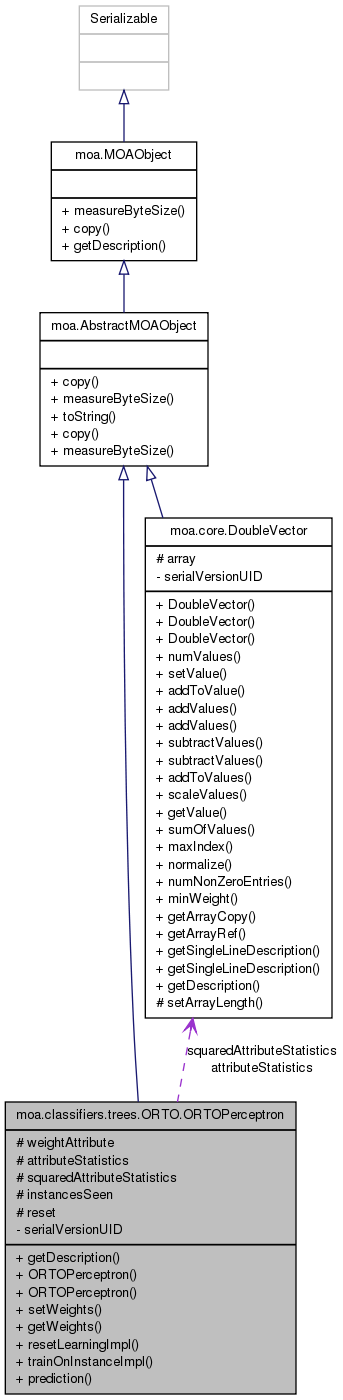 Serializable
moa.MOAObject
+ measureByteSize()
+ copy()
+ getDescription()
moa.AbstractMOAObject
+ copy()
+ measureByteSize()
+ toString()
+ copy()
+ measureByteSize()
moa.core.DoubleVector
# array
- serialVersionUID
+ DoubleVector()
+ DoubleVector()
+ DoubleVector()
+ numValues()
+ setValue()
+ addToValue()
+ addValues()
+ addValues()
+ subtractValues()
+ subtractValues()
+ addToValues()
+ scaleValues()
+ getValue()
+ sumOfValues()
+ maxIndex()
+ normalize()
+ numNonZeroEntries()
+ minWeight()
+ getArrayCopy()
+ getArrayRef()
+ getSingleLineDescription()
+ getSingleLineDescription()
+ getDescription()
# setArrayLength()
squaredAttributeStatistics
attributeStatistics
moa.classifiers.trees.ORTO.ORTOPerceptron
# weightAttribute
# attributeStatistics
# squaredAttributeStatistics
# instancesSeen
# reset
- serialVersionUID
+ getDescription()
+ ORTOPerceptron()
+ ORTOPerceptron()
+ setWeights()
+ getWeights()
+ resetLearningImpl()
+ trainOnInstanceImpl()
+ prediction()